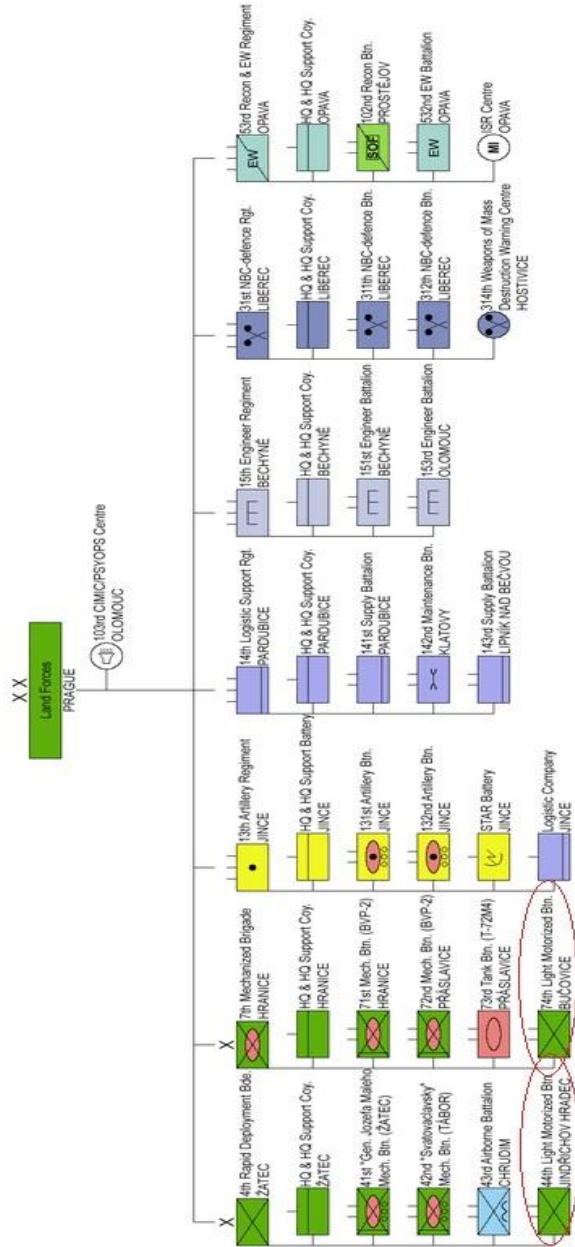 X X
Land Forces
PRAGUE
103rd CIMIC/PSYOPS Centre
OLOMOUC
X
4th Rapid Deployment Bde.
ŽATEC
HQ & HQ Support Coy.
ŽATEC
41st "Gen. Jozefa Maleho
Mech. Btn. (ŽATEC)
42nd "Svatovaclavsky"
Mech. Btn. (TÁBOR)
43rd Airborne Battalion
CHRUDIM
44th Light Motorized Btn.
JINDŘICHOV HRADEC
X
7th Mechanized Brigade
HRANICE
HQ & HQ Support Coy.
HRANICE
71st Mech. Btn. (BVP-2)
HRANICE
72nd Mech. Btn. (BVP-2)
PŘÁSLAVICE
73rd Tank Btn. (T-72M4)
PŘÁSLAVICE
74th Light Motorized Btn.
BUČOVICE
13th Artillery Regiment
JINCE
HQ & HQ Support Battery
JINCE
131st Artillery Btn.
JINCE
132nd Artillery Btn.
JINCE
STAR Battery
JINCE
Logistic Company
JINCE
14th Logistic Support Rgt.
PARDUBICE
HQ & HQ Support Coy.
PARDUBICE
141st Supply Battalion
PARDUBICE
142nd Maintenance Btn.
KLATOVY
143rd Supply Battalion
LIPNÍK NAD BEČVOU
15th Engineer Regiment
BECHYNĚ
HQ & HQ Support Coy.
BECHYNĚ
151st Engineer Battalion
BECHYNĚ
153rd Engineer Battalion
OLOMOUC
31st NBC-defence Rgt.
LIBEREC
HQ & HQ Support Coy.
LIBEREC
311th NBC-defence Btn.
LIBEREC
312th NBC-defence Btn.
LIBEREC
314th Weapons of Mass
Destruction Warning Centre
HOSTIVICE
EW
53rd Recon & EW Regiment
OPAVA
HQ & HQ Support Coy.
OPAVA
SOF
102nd Recon Btn.
PROSTĚJOV
EW
532nd EW Battalion
OPAVA
MI
ISR Centre
OPAVA